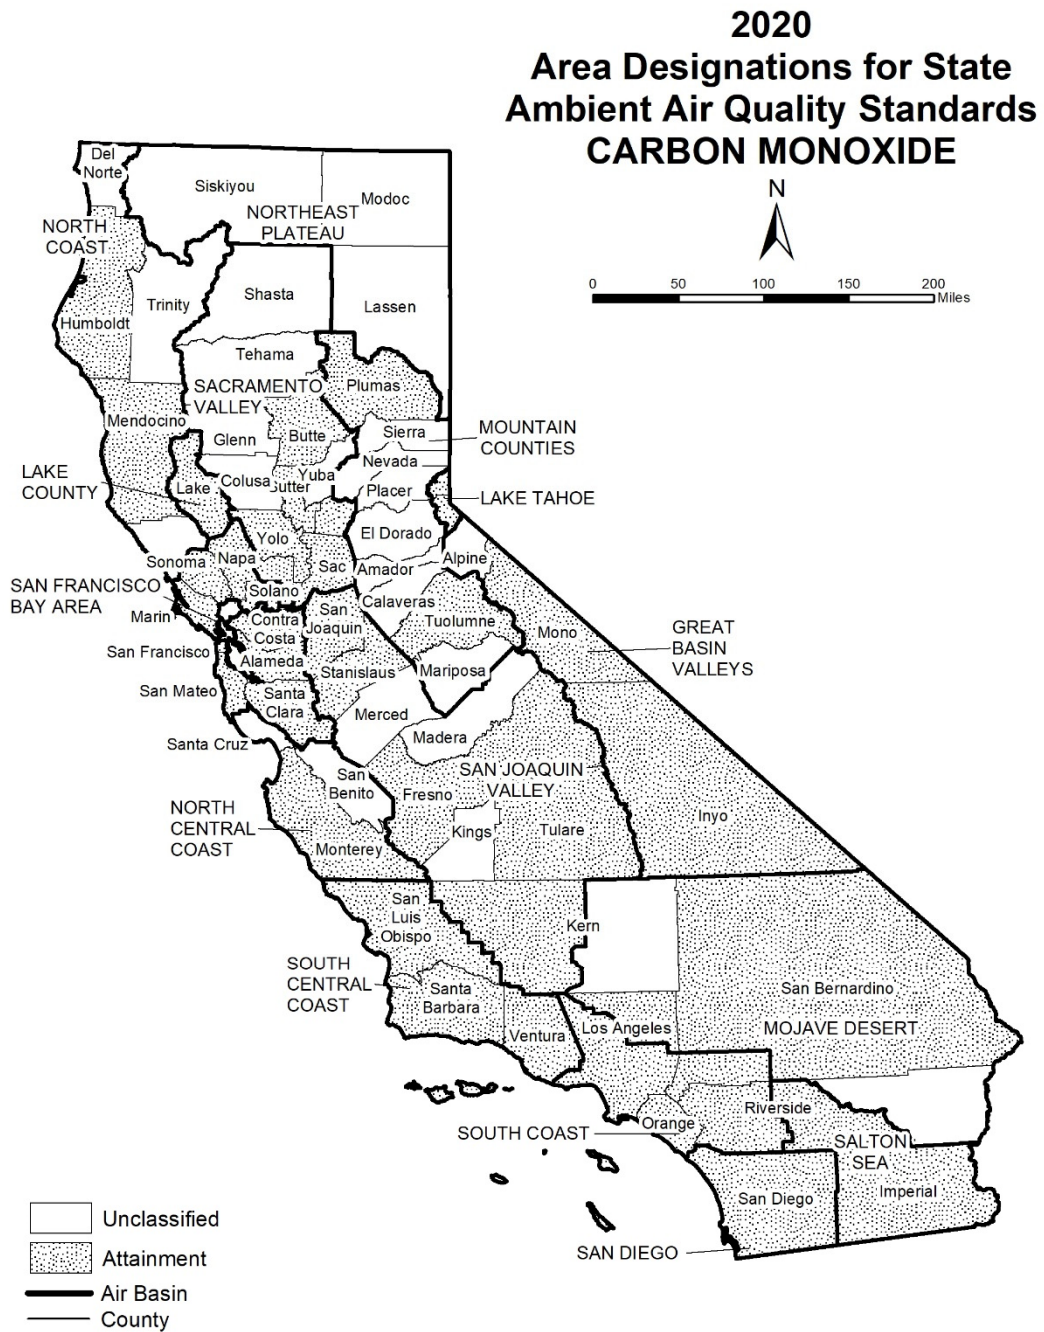 2020
Area Designations for State
Ambient Air Quality Standards
CARBON MONOXIDE
N
0 50 100 150 200
Miles
Del
Norte
Siskiyou
Modoc
NORTHEAST
PLATEAU
NORTH
COAST
Trinity
Shasta
Lassen
Humboldt
Tehama
Plumas
SACRAMENTO
VALLEY
Mendocino
Glenn
Butte
Sierra
MOUNTAIN
COUNTIES
Nevada
LAKE
COUNTY
Lake
Colusa
Sutter
Yuba
Placer
LAKE TAHOE
Yolo
El Dorado
Sonoma
Napa
Sac
Amador
Alpine
SAN FRANCISCO
BAY AREA
Solano
Calaveras
Marin
Contra
Costa
San
Joaquin
Tuolumne
Mono
GREAT
BASIN
VALLEYS
San Francisco
Alameda
Stanislaus
Mariposa
San Mateo
Santa
Clara
Merced
Santa Cruz
Madera
San
Benito
Fresno
SAN JOAQUIN
VALLEY
NORTH
CENTRAL
COAST
Monterey
Kings
Tulare
Inyo
San
Luis
Obispo
Kern
SOUTH
CENTRAL
COAST
Santa
Barbara
San Bernardino
Ventura
Los Angeles
MOJAVE DESERT
Orange
Riverside
SOUTH COAST
SALTON
SEA
San Diego
Imperial
SAN DIEGO
Unclassified
Attainment
Air Basin
County